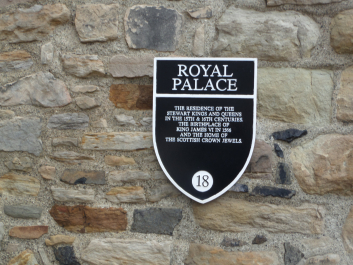 ROYAL
PALACE
THE RESIDENCE OF THE
STEWART KINGS AND QUEENS
IN THE 15TH & 16TH CENTURIES.
THE BIRTHPLACE OF
KING JAMES VI IN 1566
AND THE HOME OF
THE SCOTTISH CROWN JEWELS.
18